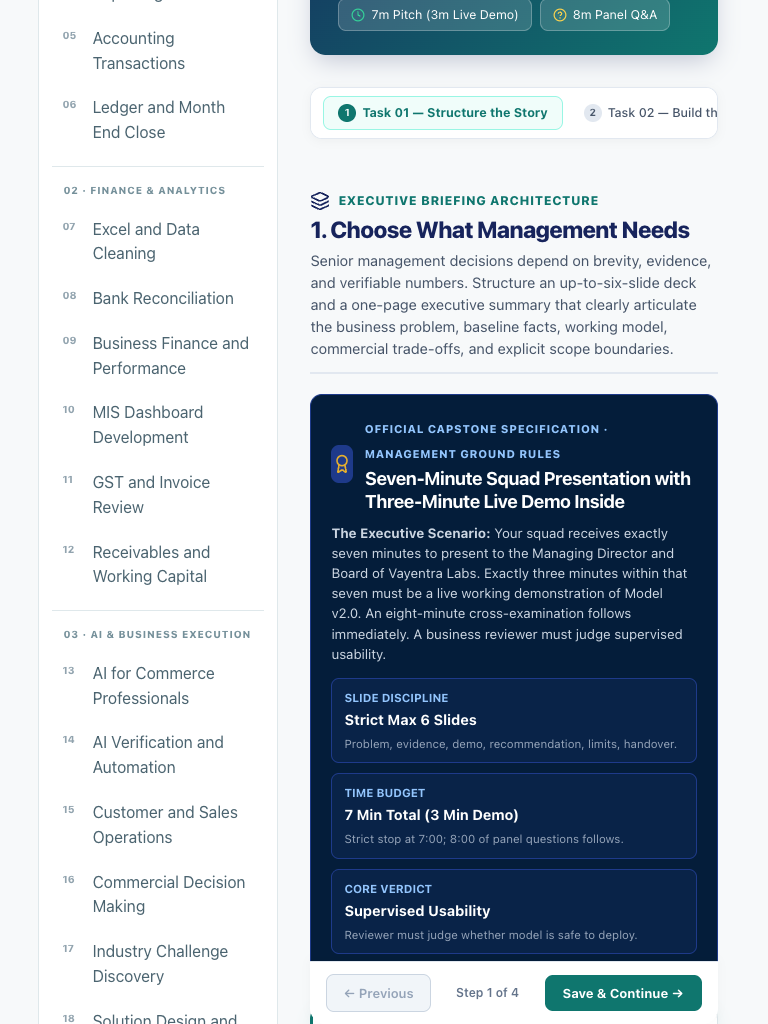 05 Accounting
Transactions
06 Ledger and Month
End Close
02 · FINANCE & ANALYTICS
07 Excel and Data
Cleaning
08 Bank Reconciliation
09 Business Finance and
Performance
10 MIS Dashboard
Development
11 GST and Invoice
Review
12 Receivables and
Working Capital
03 · AI & BUSINESS EXECUTION
13 AI for Commerce
Professionals
14 AI Verification and
Automation
15 Customer and Sales
Operations
16 Commercial Decision
Making
17 Industry Challenge
Discovery
18 Solution Design and
7m Pitch (3m Live Demo)
8m Panel Q&A
1 Task 01 — Structure the Story
2 Task 02 — Build th
EXECUTIVE BRIEFING ARCHITECTURE
1. Choose What Management Needs
Senior management decisions depend on brevity, evidence,
and verifiable numbers. Structure an up-to-six-slide deck
and a one-page executive summary that clearly articulate
the business problem, baseline facts, working model,
commercial trade-offs, and explicit scope boundaries.
OFFICIAL CAPSTONE SPECIFICATION ·
MANAGEMENT GROUND RULES
Seven-Minute Squad Presentation with
Three-Minute Live Demo Inside
The Executive Scenario: Your squad receives exactly
seven minutes to present to the Managing Director and
Board of Vayentra Labs. Exactly three minutes within that
seven must be a live working demonstration of Model
v2.0. An eight-minute cross-examination follows
immediately. A business reviewer must judge supervised
usability.
SLIDE DISCIPLINE
Strict Max 6 Slides
Problem, evidence, demo, recommendation, limits, handover.
TIME BUDGET
7 Min Total (3 Min Demo)
Strict stop at 7:00; 8:00 of panel questions follows.
CORE VERDICT
Supervised Usability
Reviewer must judge whether model is safe to deploy.
← Previous
Step 1 of 4
Save & Continue →